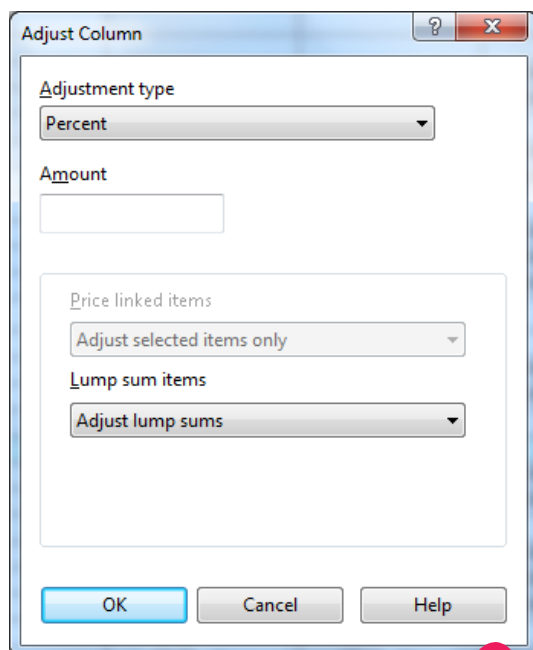 Adjust Column
?
Adjustment type
Percent
Amount
Price linked items
Adjust selected items only
Lump sum items
Adjust lump sums
OK
Cancel
Help